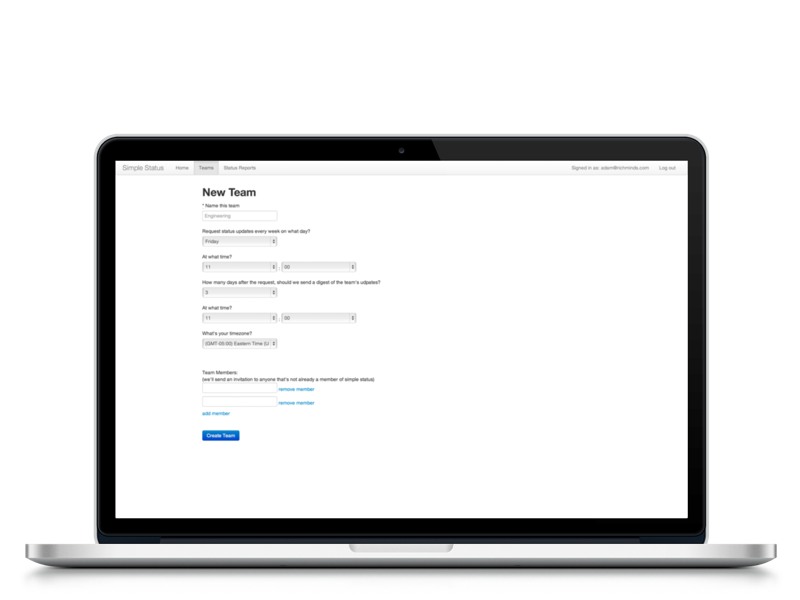 Simple Status Home Teams Status Reports Signed in as: adam@richminds.com Log out
New Team
* Name this team
Engineering
Request status updates every week on what day?
Friday
At what time?
11 : 00
How many days after the request, should we send a digest of the team's udpates?
3
At what time?
11 : 00
What's your timezone?
(GMT-05:00) Eastern Time (U
Team Members
(we'll send an invitation to anyone that's not already a member of simple status)
remove member
remove member
add member
Create Team